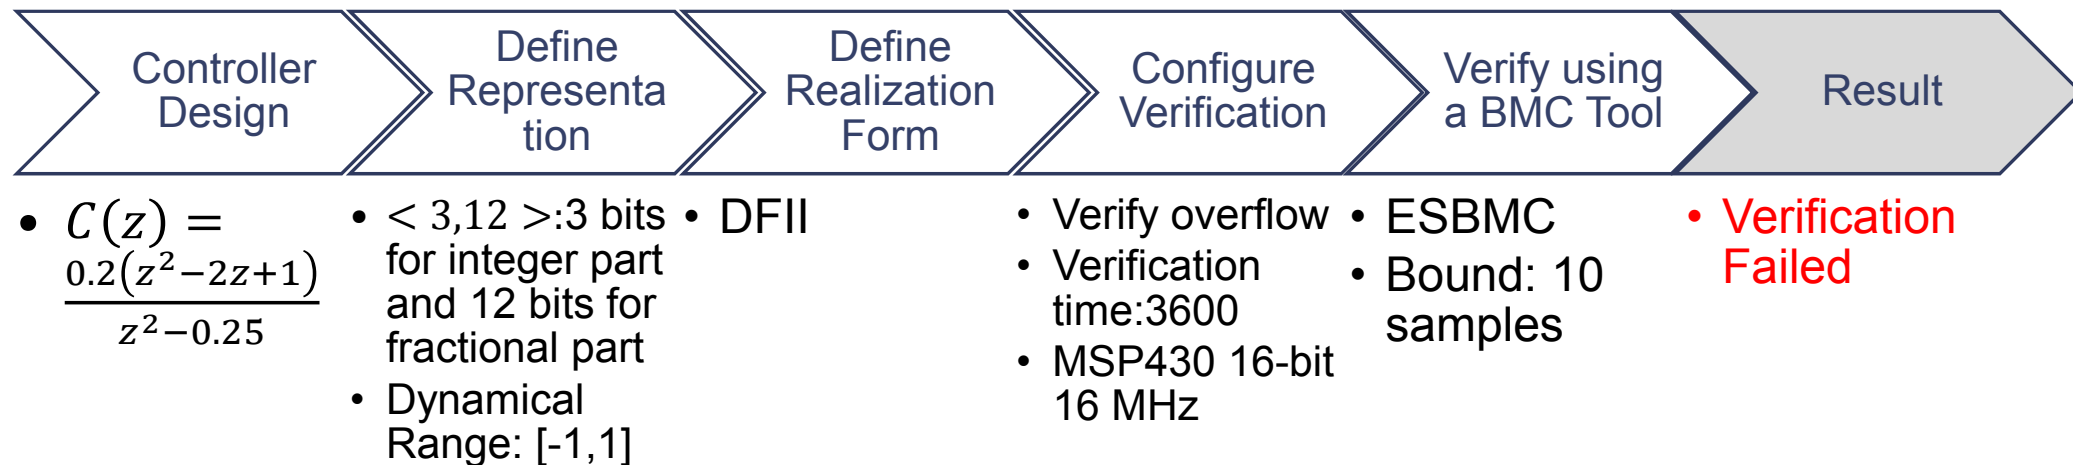 Controller
Design
Define
Representa
tion
Define
Realization
Form
Configure
Verification
Verify using
a BMC Tool
Result
• C(z) =
0.2(z²−2z+1)
z²−0.25
• < 3,12 >:3 bits
for integer part
and 12 bits for
fractional part
• Dynamical
Range: [-1,1]
• DFII
• Verify overflow
• Verification
time:3600
• MSP430 16-bit
16 MHz
• ESBMC
• Bound: 10
samples
• Verification
Failed